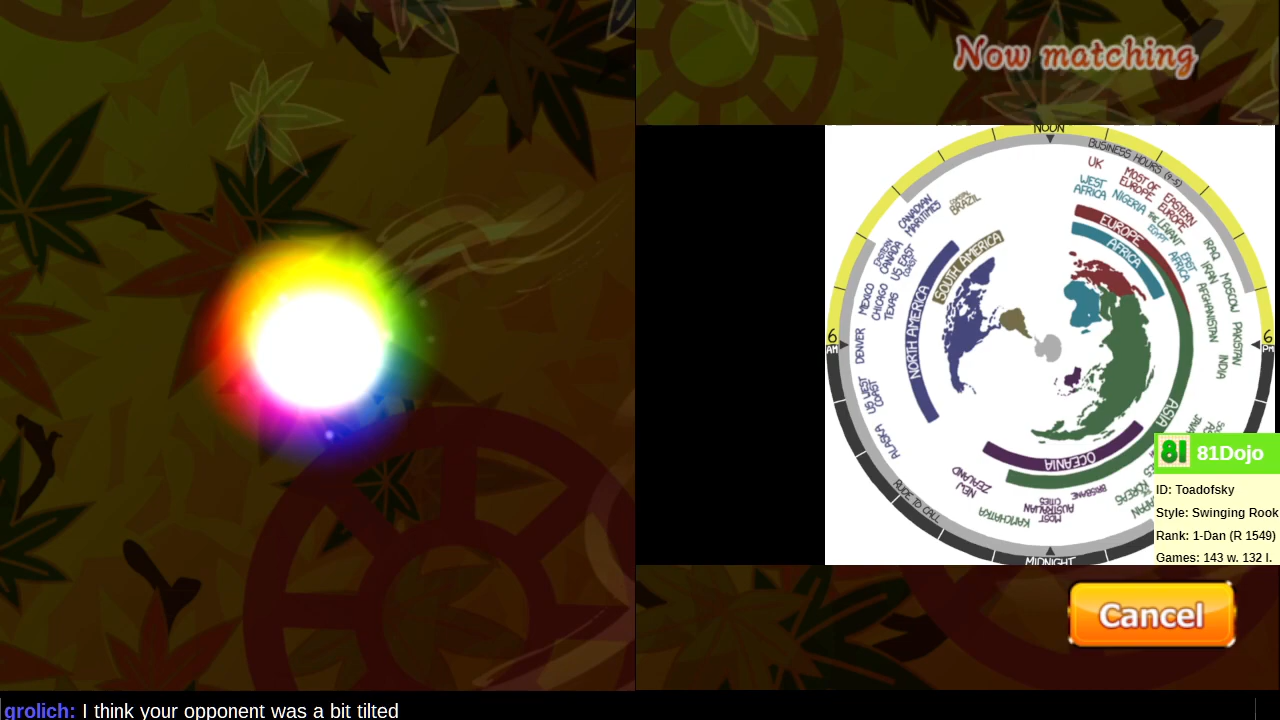 Now matching
NOON
BUSINESS HOURS (9-5)
UK
MOST OF
EUROPE
EASTERN
EUROPE
WEST
AFRICA
NIGERIA
THE LEVANT
EGYPT
EAST
AFRICA
IRAQ
IRAN
MOSCOW
AFGHANISTAN
PAKISTAN
INDIA
CANADIAN
MARITIMES
BRAZIL
EASTERN
CANADA
US EAST
COAST
MEXICO
CHICAGO
TEXAS
DENVER
US WEST
COAST
ALASKA
EUROPE
AFRICA
SOUTH AMERICA
NORTH AMERICA
ASIA
OCEANIA
6
AM
6
PM
NEW
ZEALAND
KAMCHATKA
MOST
AUSTRALIAN
CITIES
BRISBANE
RUDE TO CALL
MIDNIGHT
81 81Dojo
ID: Toadofsky
Style: Swinging Rook
Rank: 1-Dan (R 1549)
Games: 143 w. 132 l.
Cancel
grolich: I think your opponent was a bit tilted